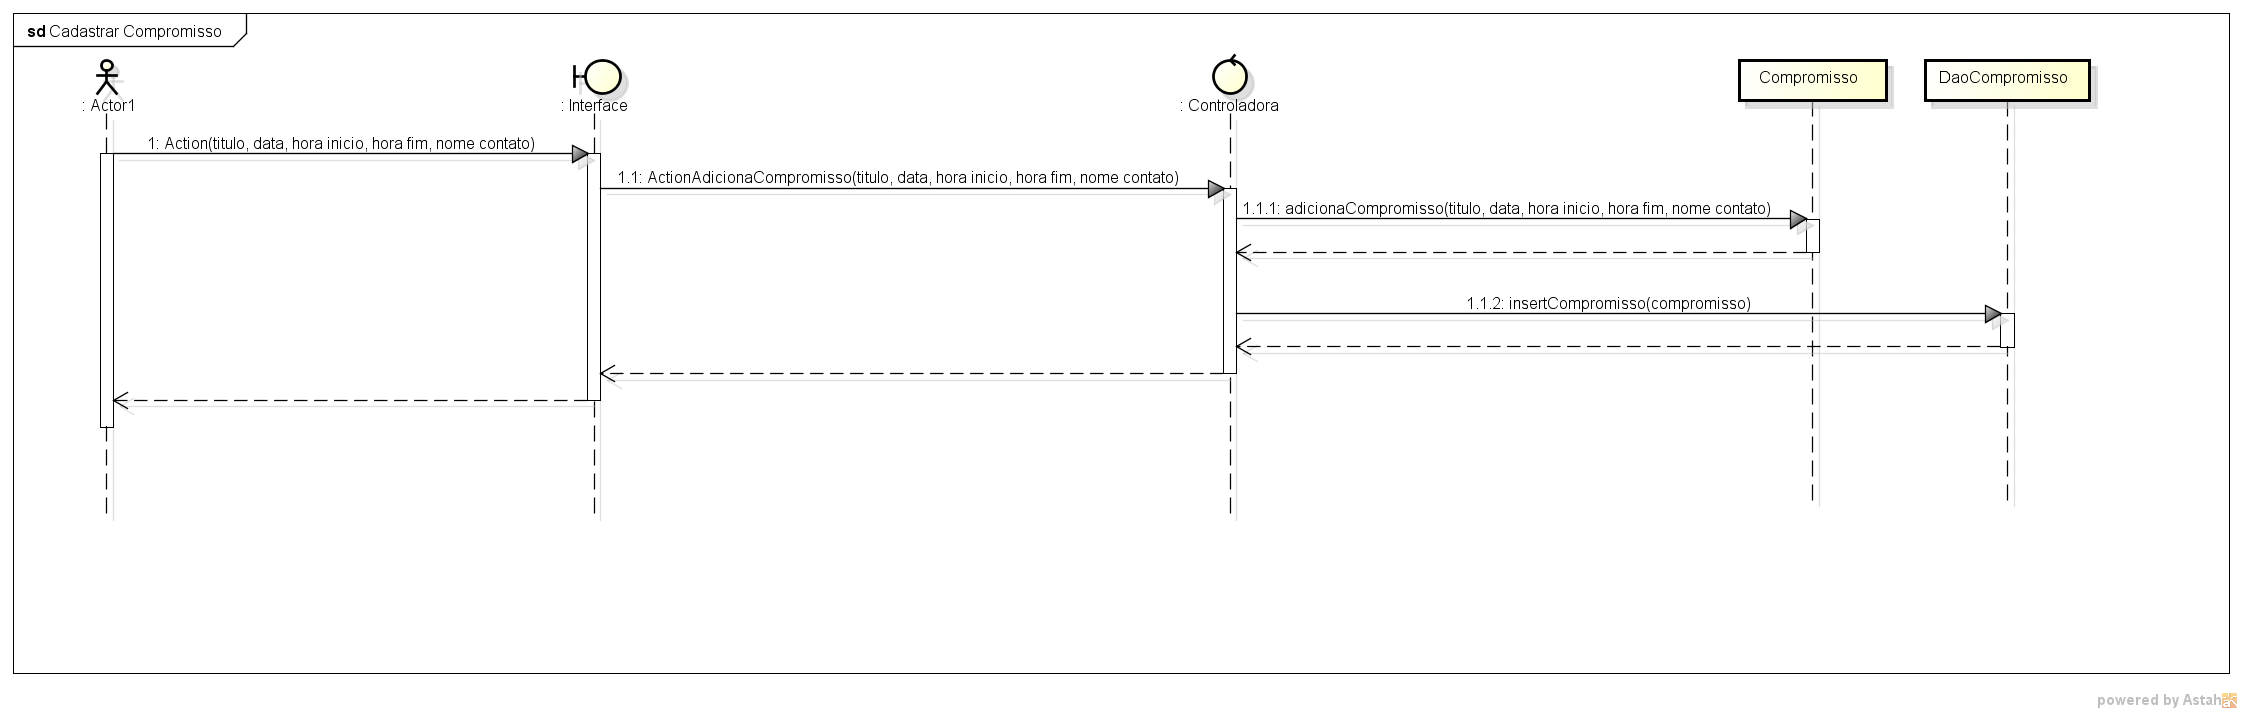 sd Cadastrar Compromisso
: Actor1
: Interface
: Controladora
Compromisso
DaoCompromisso
1: Action(titulo, data, hora inicio, hora fim, nome contato)
1.1: ActionAdicionaCompromisso(titulo, data, hora inicio, hora fim, nome contato)
1.1.1: adicionaCompromisso(titulo, data, hora inicio, hora fim, nome contato)
1.1.2: insertCompromisso(compromisso)
powered by Astah